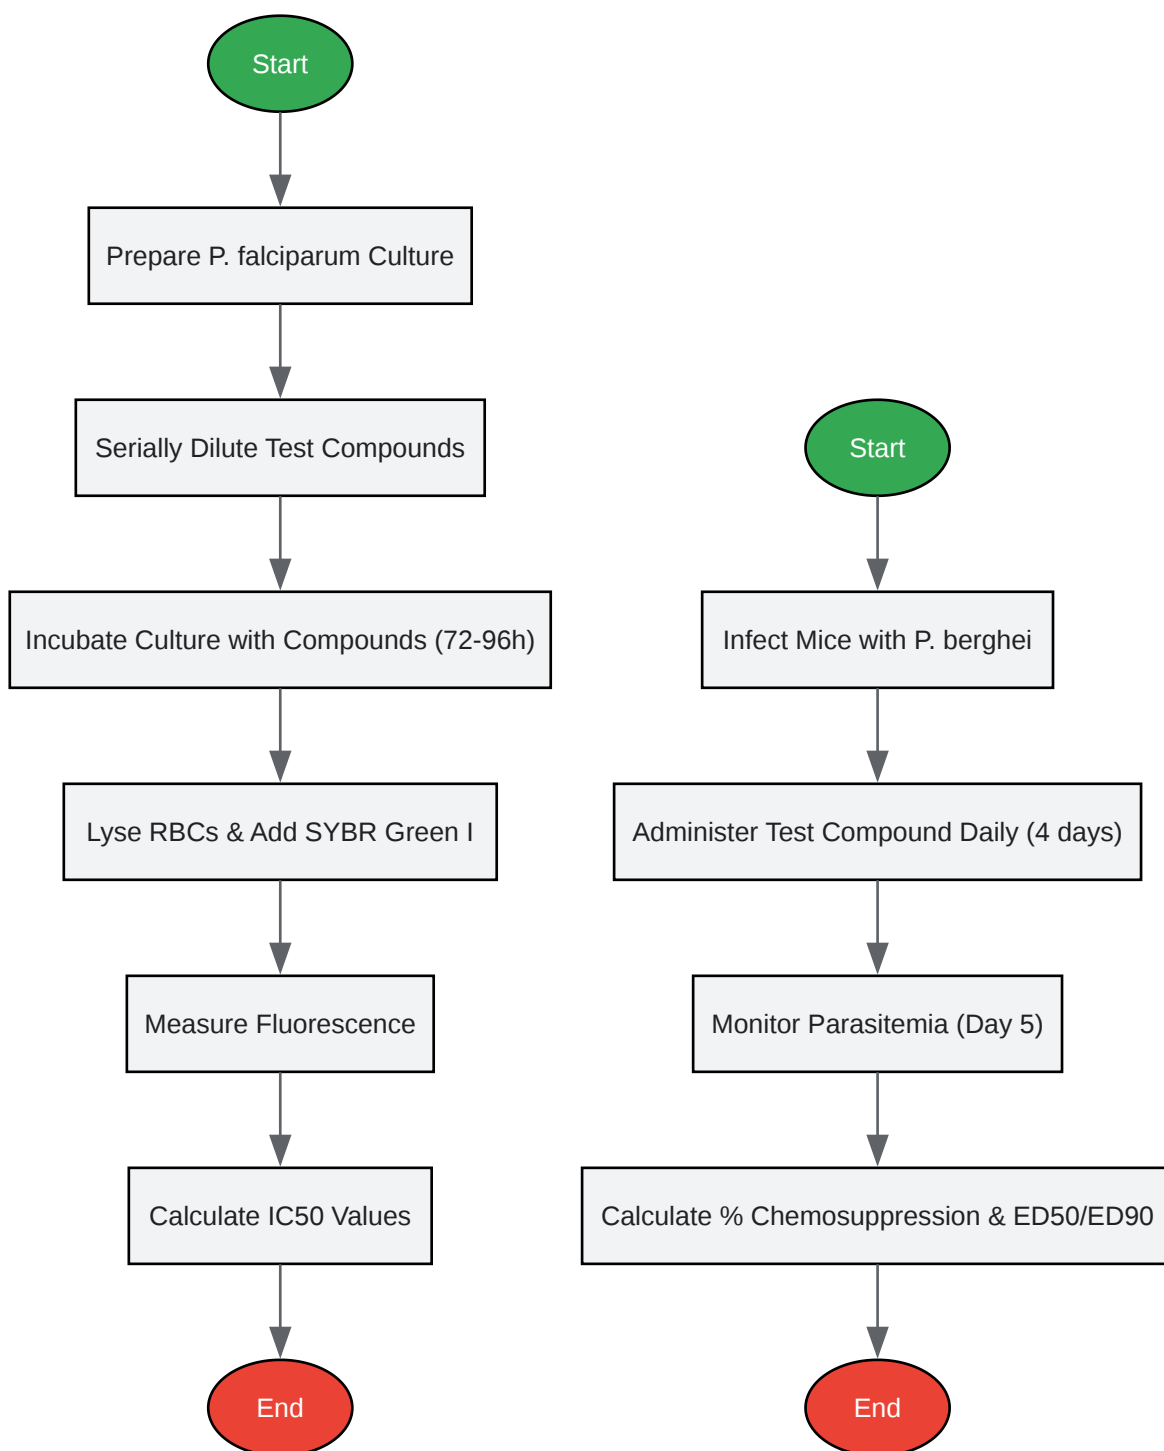 Start
Prepare P. falciparum Culture
Serially Dilute Test Compounds
Incubate Culture with Compounds (72-96h)
Lyse RBCs & Add SYBR Green I
Measure Fluorescence
Calculate IC50 Values
End
Start
Infect Mice with P. berghei
Administer Test Compound Daily (4 days)
Monitor Parasitemia (Day 5)
Calculate % Chemosuppression & ED50/ED90
End